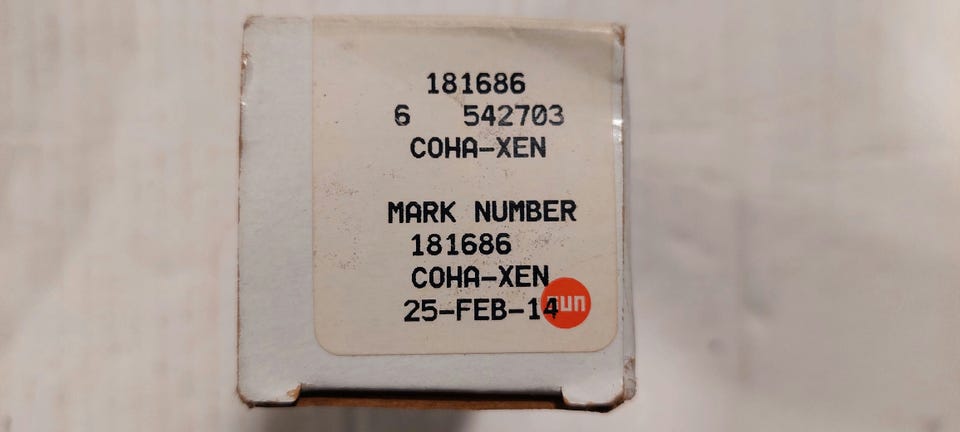 181686
6 542703
COHA-XEN
MARK NUMBER
181686
COHA-XEN
25-FEB-14